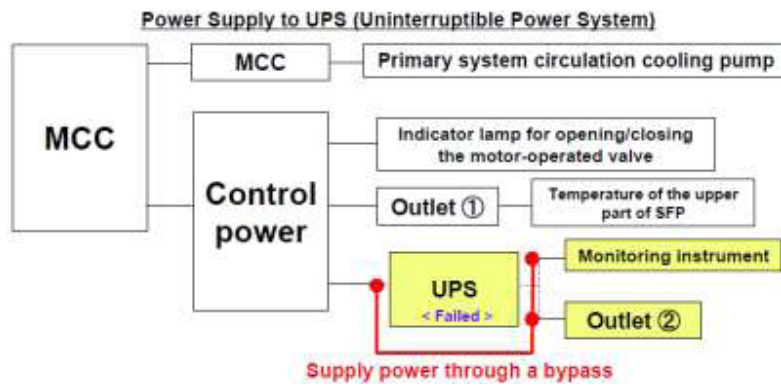 Power Supply to UPS (Uninterruptible Power System)
MCC
MCC
Primary system circulation cooling pump
Control
power
Indicator lamp for opening/closing
the motor-operated valve
Outlet ①
Temperature of the upper
part of SFP
UPS
< Failed >
Monitoring instrument
Outlet ②
Supply power through a bypass